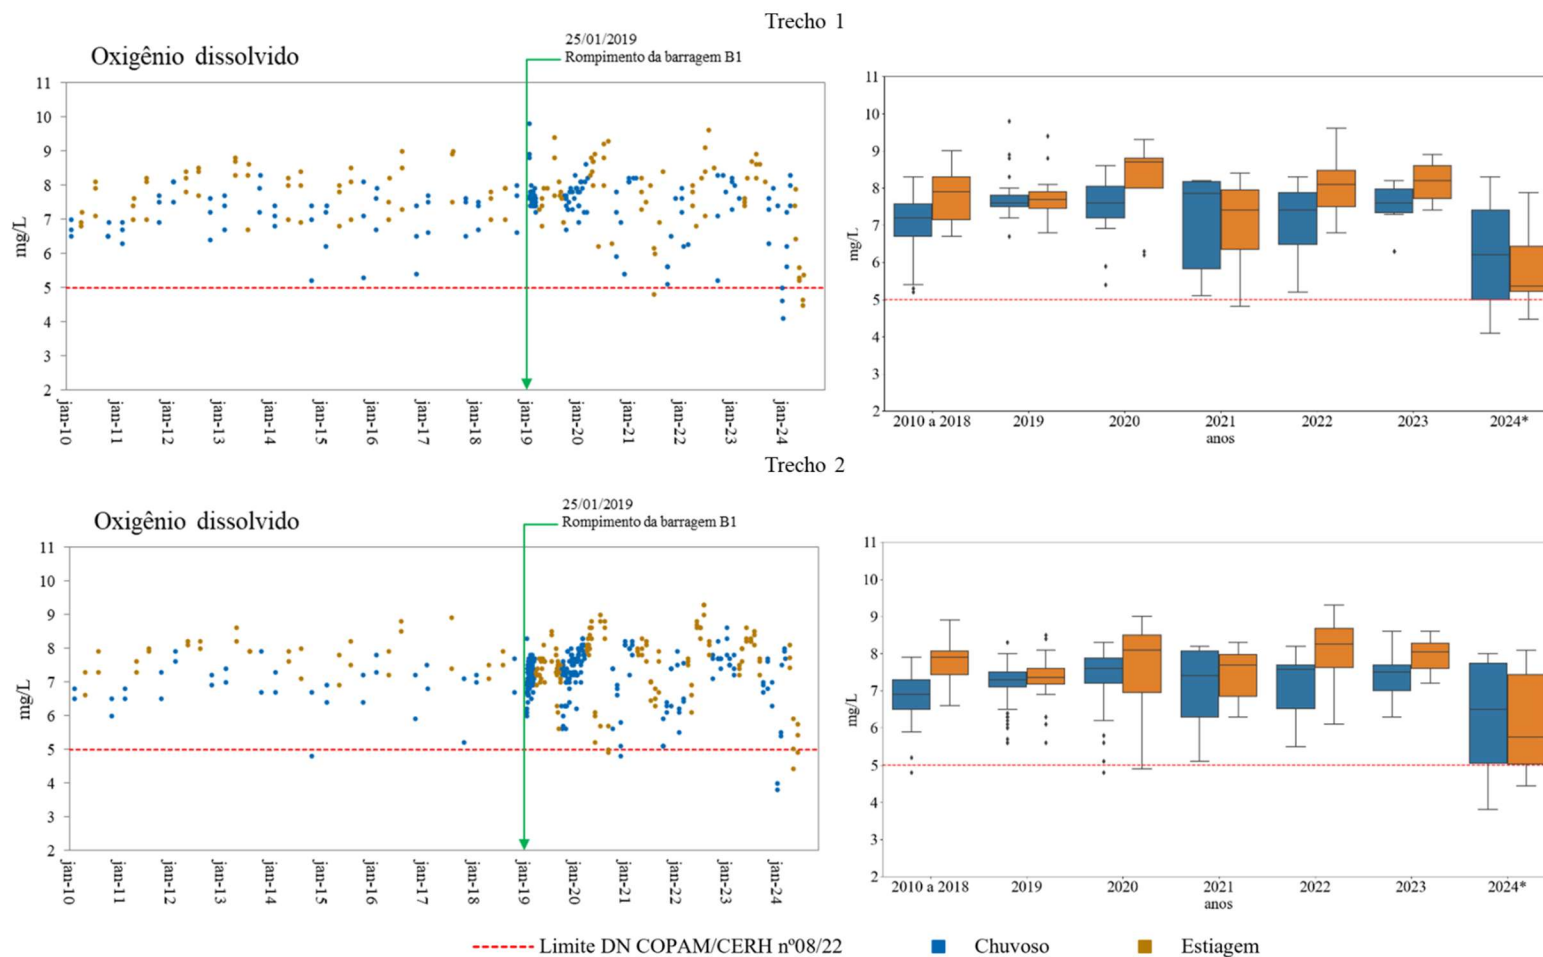 Trecho 1
Oxigênio dissolvido
25/01/2019
Rompimento da barragem B1
mg/L
11
10
9
8
7
6
5
4
3
2
jan-10
jan-11
jan-12
jan-13
jan-14
jan-15
jan-16
jan-17
jan-18
jan-19
jan-20
jan-21
jan-22
jan-23
jan-24
mg/L
11
10
9
8
7
6
5
4
3
2
2010 a 2018 2019 2020 2021 2022 2023 2024*
anos
Trecho 2
Oxigênio dissolvido
25/01/2019
Rompimento da barragem B1
mg/L
11
10
9
8
7
6
5
4
3
2
jan-10
jan-11
jan-12
jan-13
jan-14
jan-15
jan-16
jan-17
jan-18
jan-19
jan-20
jan-21
jan-22
jan-23
jan-24
mg/L
11
10
9
8
7
6
5
4
3
2
2010 a 2018 2019 2020 2021 2022 2023 2024*
anos
Limite DN COPAM/CERH nº08/22 Chuvoso Estiagem